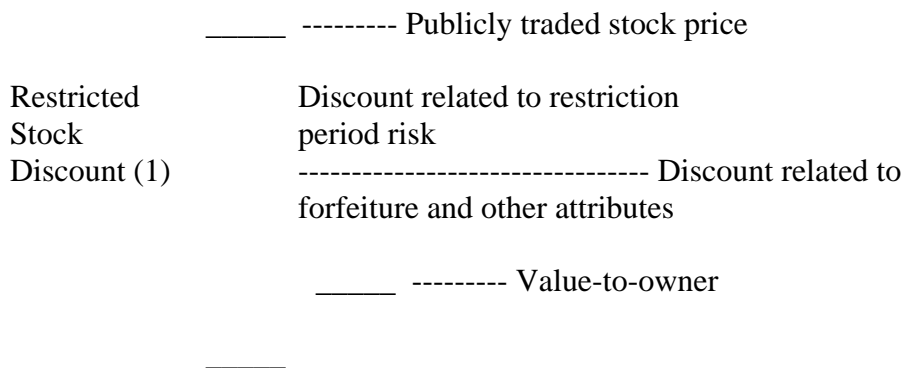 _____ --------- Publicly traded stock price
Restricted Discount related to restriction
Stock period risk
Discount (1) --------------------------------- Discount related to
forfeiture and other attributes
_____ --------- Value-to-owner
_____